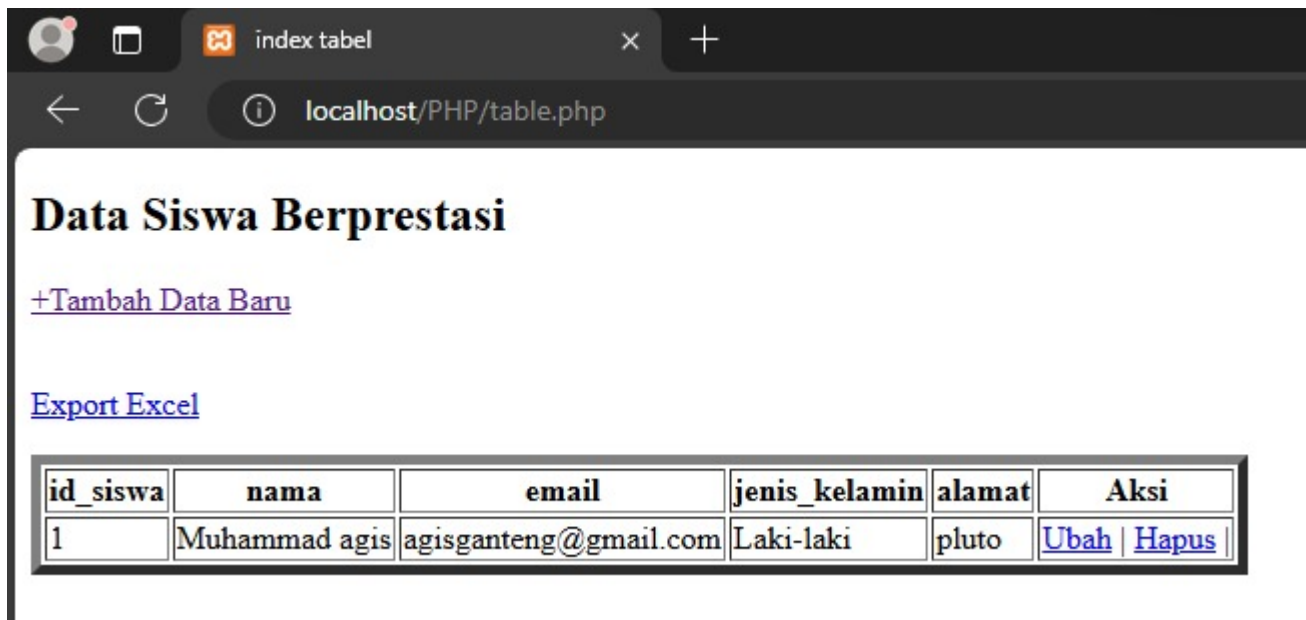 index tabel
localhost/PHP/table.php
Data Siswa Berprestasi
+Tambah Data Baru
Export Excel
id_siswa nama email jenis_kelamin alamat Aksi
1 Muhammad agis agisganteng@gmail.com Laki-laki pluto Ubah | Hapus |